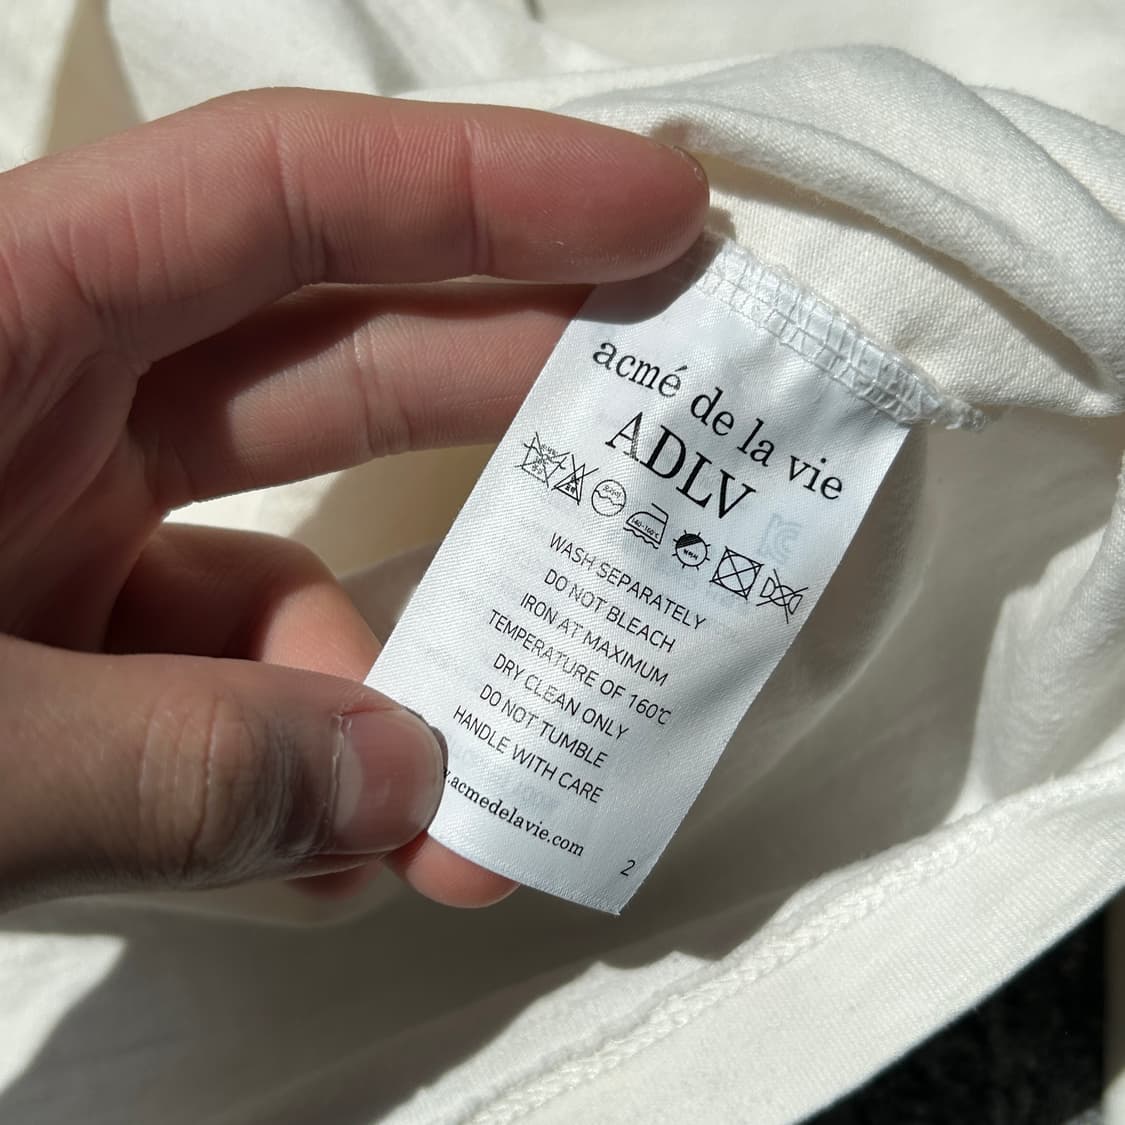 acmé de la vie
ADLV
WASH SEPARATELY
DO NOT BLEACH
IRON AT MAXIMUM
TEMPERATURE OF 160℃
DRY CLEAN ONLY
DO NOT TUMBLE
HANDLE WITH CARE
.acmedelavie.com
2